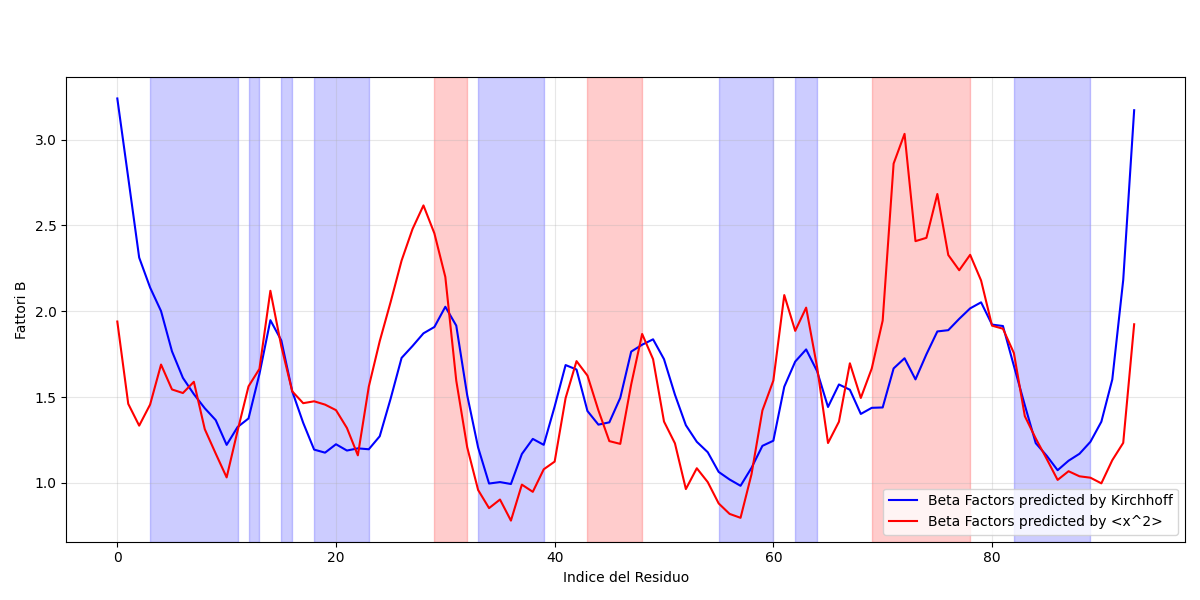 Fattori B
3.0
2.5
2.0
1.5
1.0
0
20
40
60
80
Indice del Residuo
Beta Factors predicted by Kirchhoff
Beta Factors predicted by <x^2>